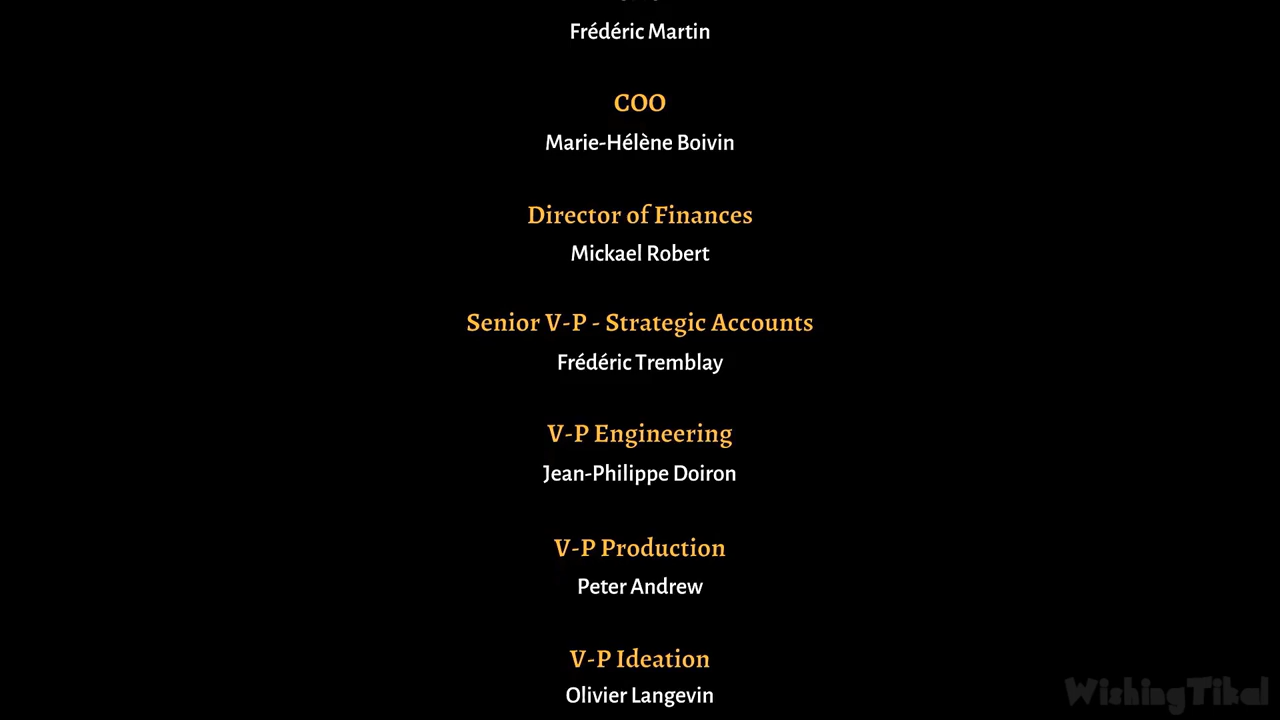 Frédéric Martin
COO
Marie-Hélène Boivin
Director of Finances
Mickael Robert
Senior V-P - Strategic Accounts
Frédéric Tremblay
V-P Engineering
Jean-Philippe Doiron
V-P Production
Peter Andrew
V-P Ideation
Olivier Langevin
WishingTikal